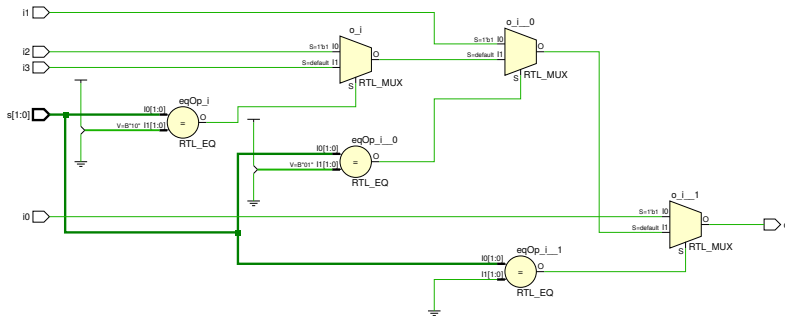 i1
o_i__0
o_i
S=1'b1 I0
O
i2
S=1'b1 I0
O
S=default I1
i3
S=default I1
S
RTL_MUX
S
RTL_MUX
eqOp_i
s[1:0]
I0[1:0]
O
=
V=B"10" I1[1:0]
RTL_EQ
eqOp_i__0
I0[1:0]
O
=
V=B"01" I1[1:0]
RTL_EQ
o_i__1
i0
S=1'b1 I0
O
S=default I1
S
RTL_MUX
eqOp_i__1
I0[1:0]
O
=
I1[1:0]
RTL_EQ